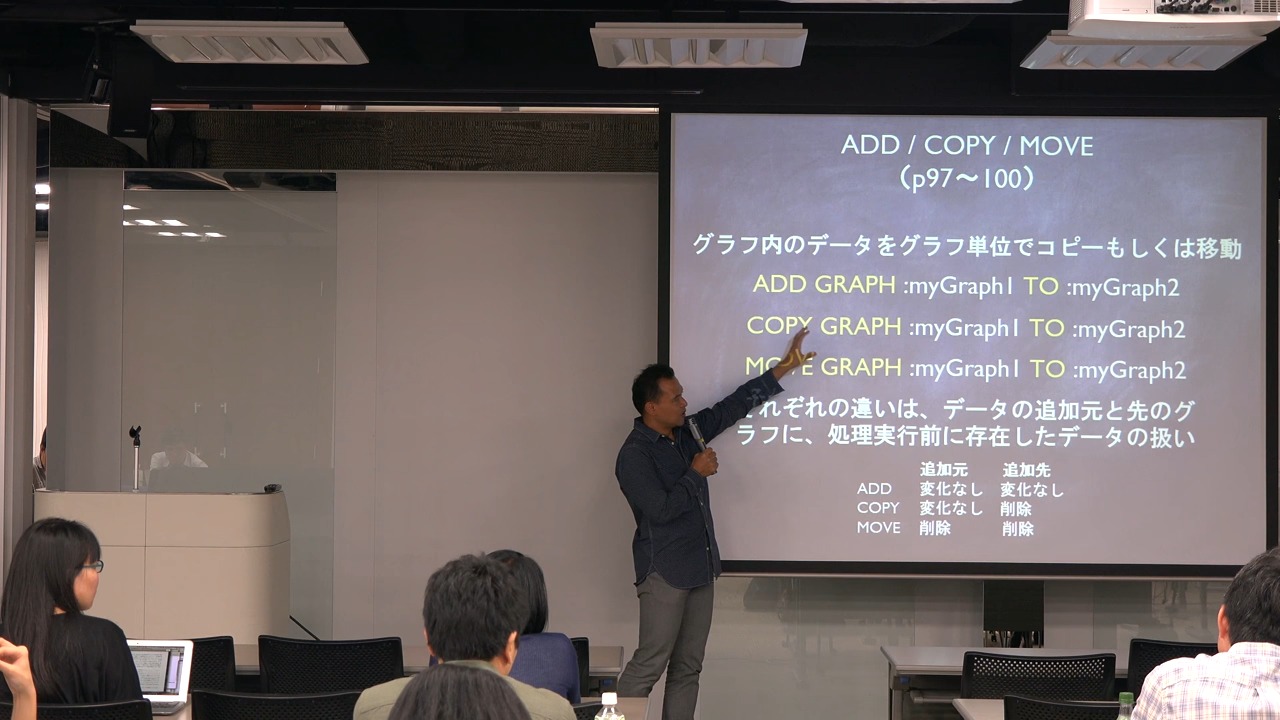 ADD / COPY / MOVE
（p97〜100）
グラフ内のデータをグラフ単位でコピーもしくは移動
ADD GRAPH :myGraph1 TO :myGraph2
COPY GRAPH :myGraph1 TO :myGraph2
MOVE GRAPH :myGraph1 TO :myGraph2
それぞれの違いは、データの追加元と先のグ
ラフに、処理実行前に存在したデータの扱い
追加元 追加先
ADD 変化なし 変化なし
COPY 変化なし 削除
MOVE 削除 削除